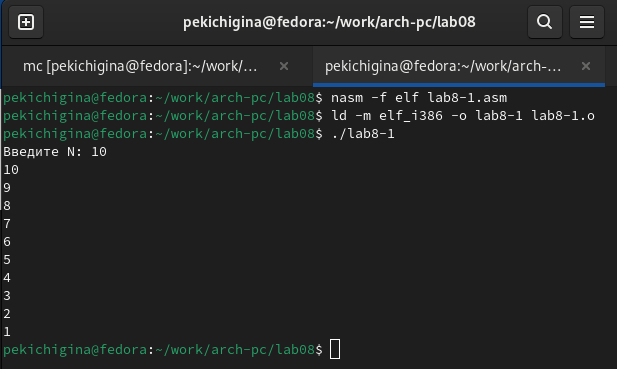 pekichigina@fedora:~/work/arch-pc/lab08
mc [pekichigina@fedora]:~/work/...
pekichigina@fedora:~/work/arch-...
pekichigina@fedora:~/work/arch-pc/lab08$ nasm -f elf lab8-1.asm
pekichigina@fedora:~/work/arch-pc/lab08$ ld -m elf_i386 -o lab8-1 lab8-1.o
pekichigina@fedora:~/work/arch-pc/lab08$ ./lab8-1
Введите N: 10
10
9
8
7
6
5
4
3
2
1
pekichigina@fedora:~/work/arch-pc/lab08$